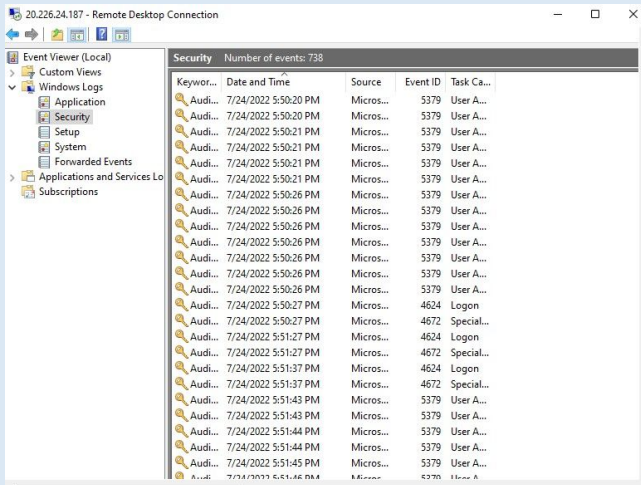 20.226.24.187 - Remote Desktop Connection
Event Viewer (Local)
Custom Views
Windows Logs
Application
Security
Setup
System
Forwarded Events
Applications and Services Lo
Subscriptions
Security Number of events: 738
Keywor... Date and Time Source Event ID Task Ca...
Audi... 7/24/2022 5:50:20 PM Micros... 5379 User A...
Audi... 7/24/2022 5:50:20 PM Micros... 5379 User A...
Audi... 7/24/2022 5:50:21 PM Micros... 5379 User A...
Audi... 7/24/2022 5:50:21 PM Micros... 5379 User A...
Audi... 7/24/2022 5:50:21 PM Micros... 5379 User A...
Audi... 7/24/2022 5:50:21 PM Micros... 5379 User A...
Audi... 7/24/2022 5:50:26 PM Micros... 5379 User A...
Audi... 7/24/2022 5:50:26 PM Micros... 5379 User A...
Audi... 7/24/2022 5:50:26 PM Micros... 5379 User A...
Audi... 7/24/2022 5:50:26 PM Micros... 5379 User A...
Audi... 7/24/2022 5:50:26 PM Micros... 5379 User A...
Audi... 7/24/2022 5:50:26 PM Micros... 5379 User A...
Audi... 7/24/2022 5:50:26 PM Micros... 5379 User A...
Audi... 7/24/2022 5:50:27 PM Micros... 4624 Logon
Audi... 7/24/2022 5:50:27 PM Micros... 4672 Special...
Audi... 7/24/2022 5:51:27 PM Micros... 4624 Logon
Audi... 7/24/2022 5:51:27 PM Micros... 4672 Special...
Audi... 7/24/2022 5:51:37 PM Micros... 4624 Logon
Audi... 7/24/2022 5:51:37 PM Micros... 4672 Special...
Audi... 7/24/2022 5:51:43 PM Micros... 5379 User A...
Audi... 7/24/2022 5:51:43 PM Micros... 5379 User A...
Audi... 7/24/2022 5:51:44 PM Micros... 5379 User A...
Audi... 7/24/2022 5:51:44 PM Micros... 5379 User A...
Audi... 7/24/2022 5:51:45 PM Micros... 5379 User A...
Audi... 7/24/2022 5:51:46 PM Micros... 5379 User A...